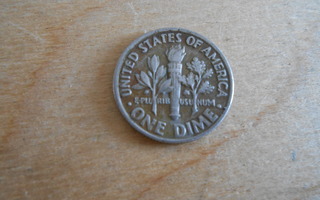 UNITED STATES OF AMERICA
E PLURIBUS UNUM
· ONE DIME ·